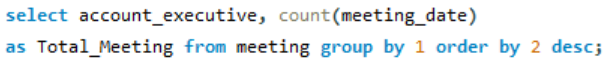 select account_executive, count(meeting_date)
as Total_Meeting from meeting group by 1 order by 2 desc;